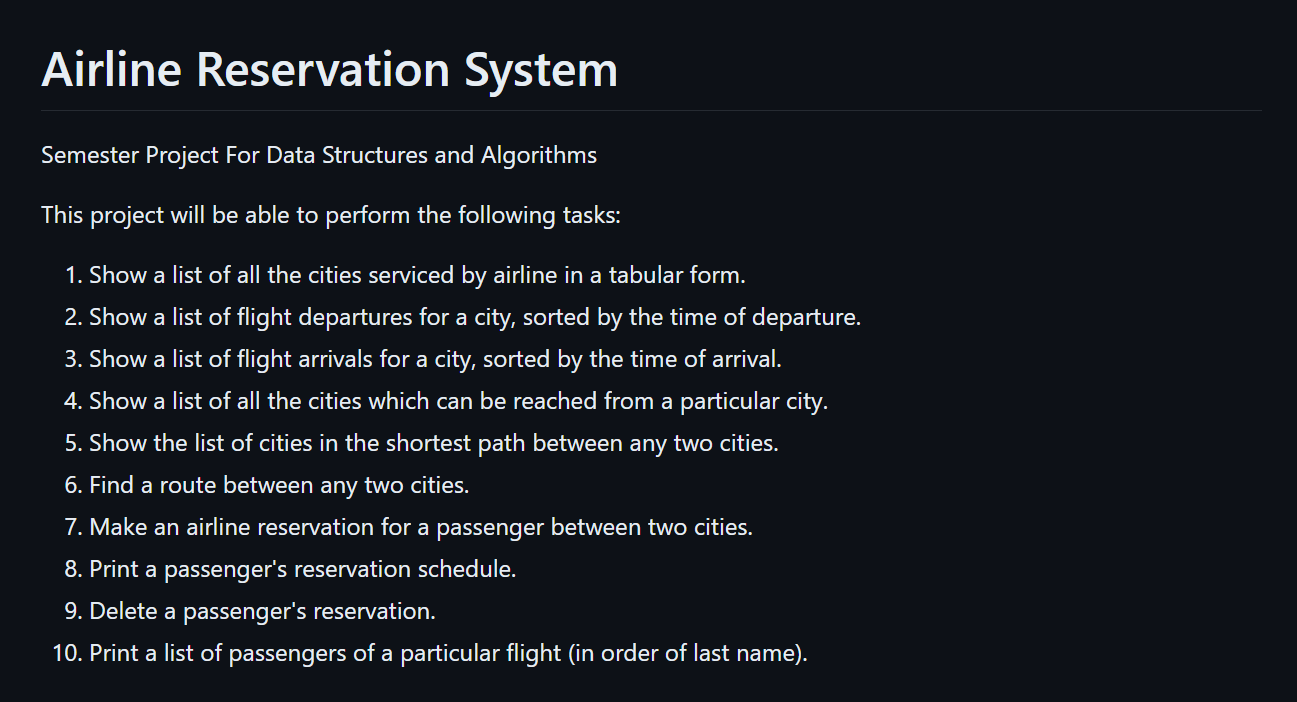 Airline Reservation System
Semester Project For Data Structures and Algorithms
This project will be able to perform the following tasks:
1. Show a list of all the cities serviced by airline in a tabular form.
2. Show a list of flight departures for a city, sorted by the time of departure.
3. Show a list of flight arrivals for a city, sorted by the time of arrival.
4. Show a list of all the cities which can be reached from a particular city.
5. Show the list of cities in the shortest path between any two cities.
6. Find a route between any two cities.
7. Make an airline reservation for a passenger between two cities.
8. Print a passenger's reservation schedule.
9. Delete a passenger's reservation.
10. Print a list of passengers of a particular flight (in order of last name).